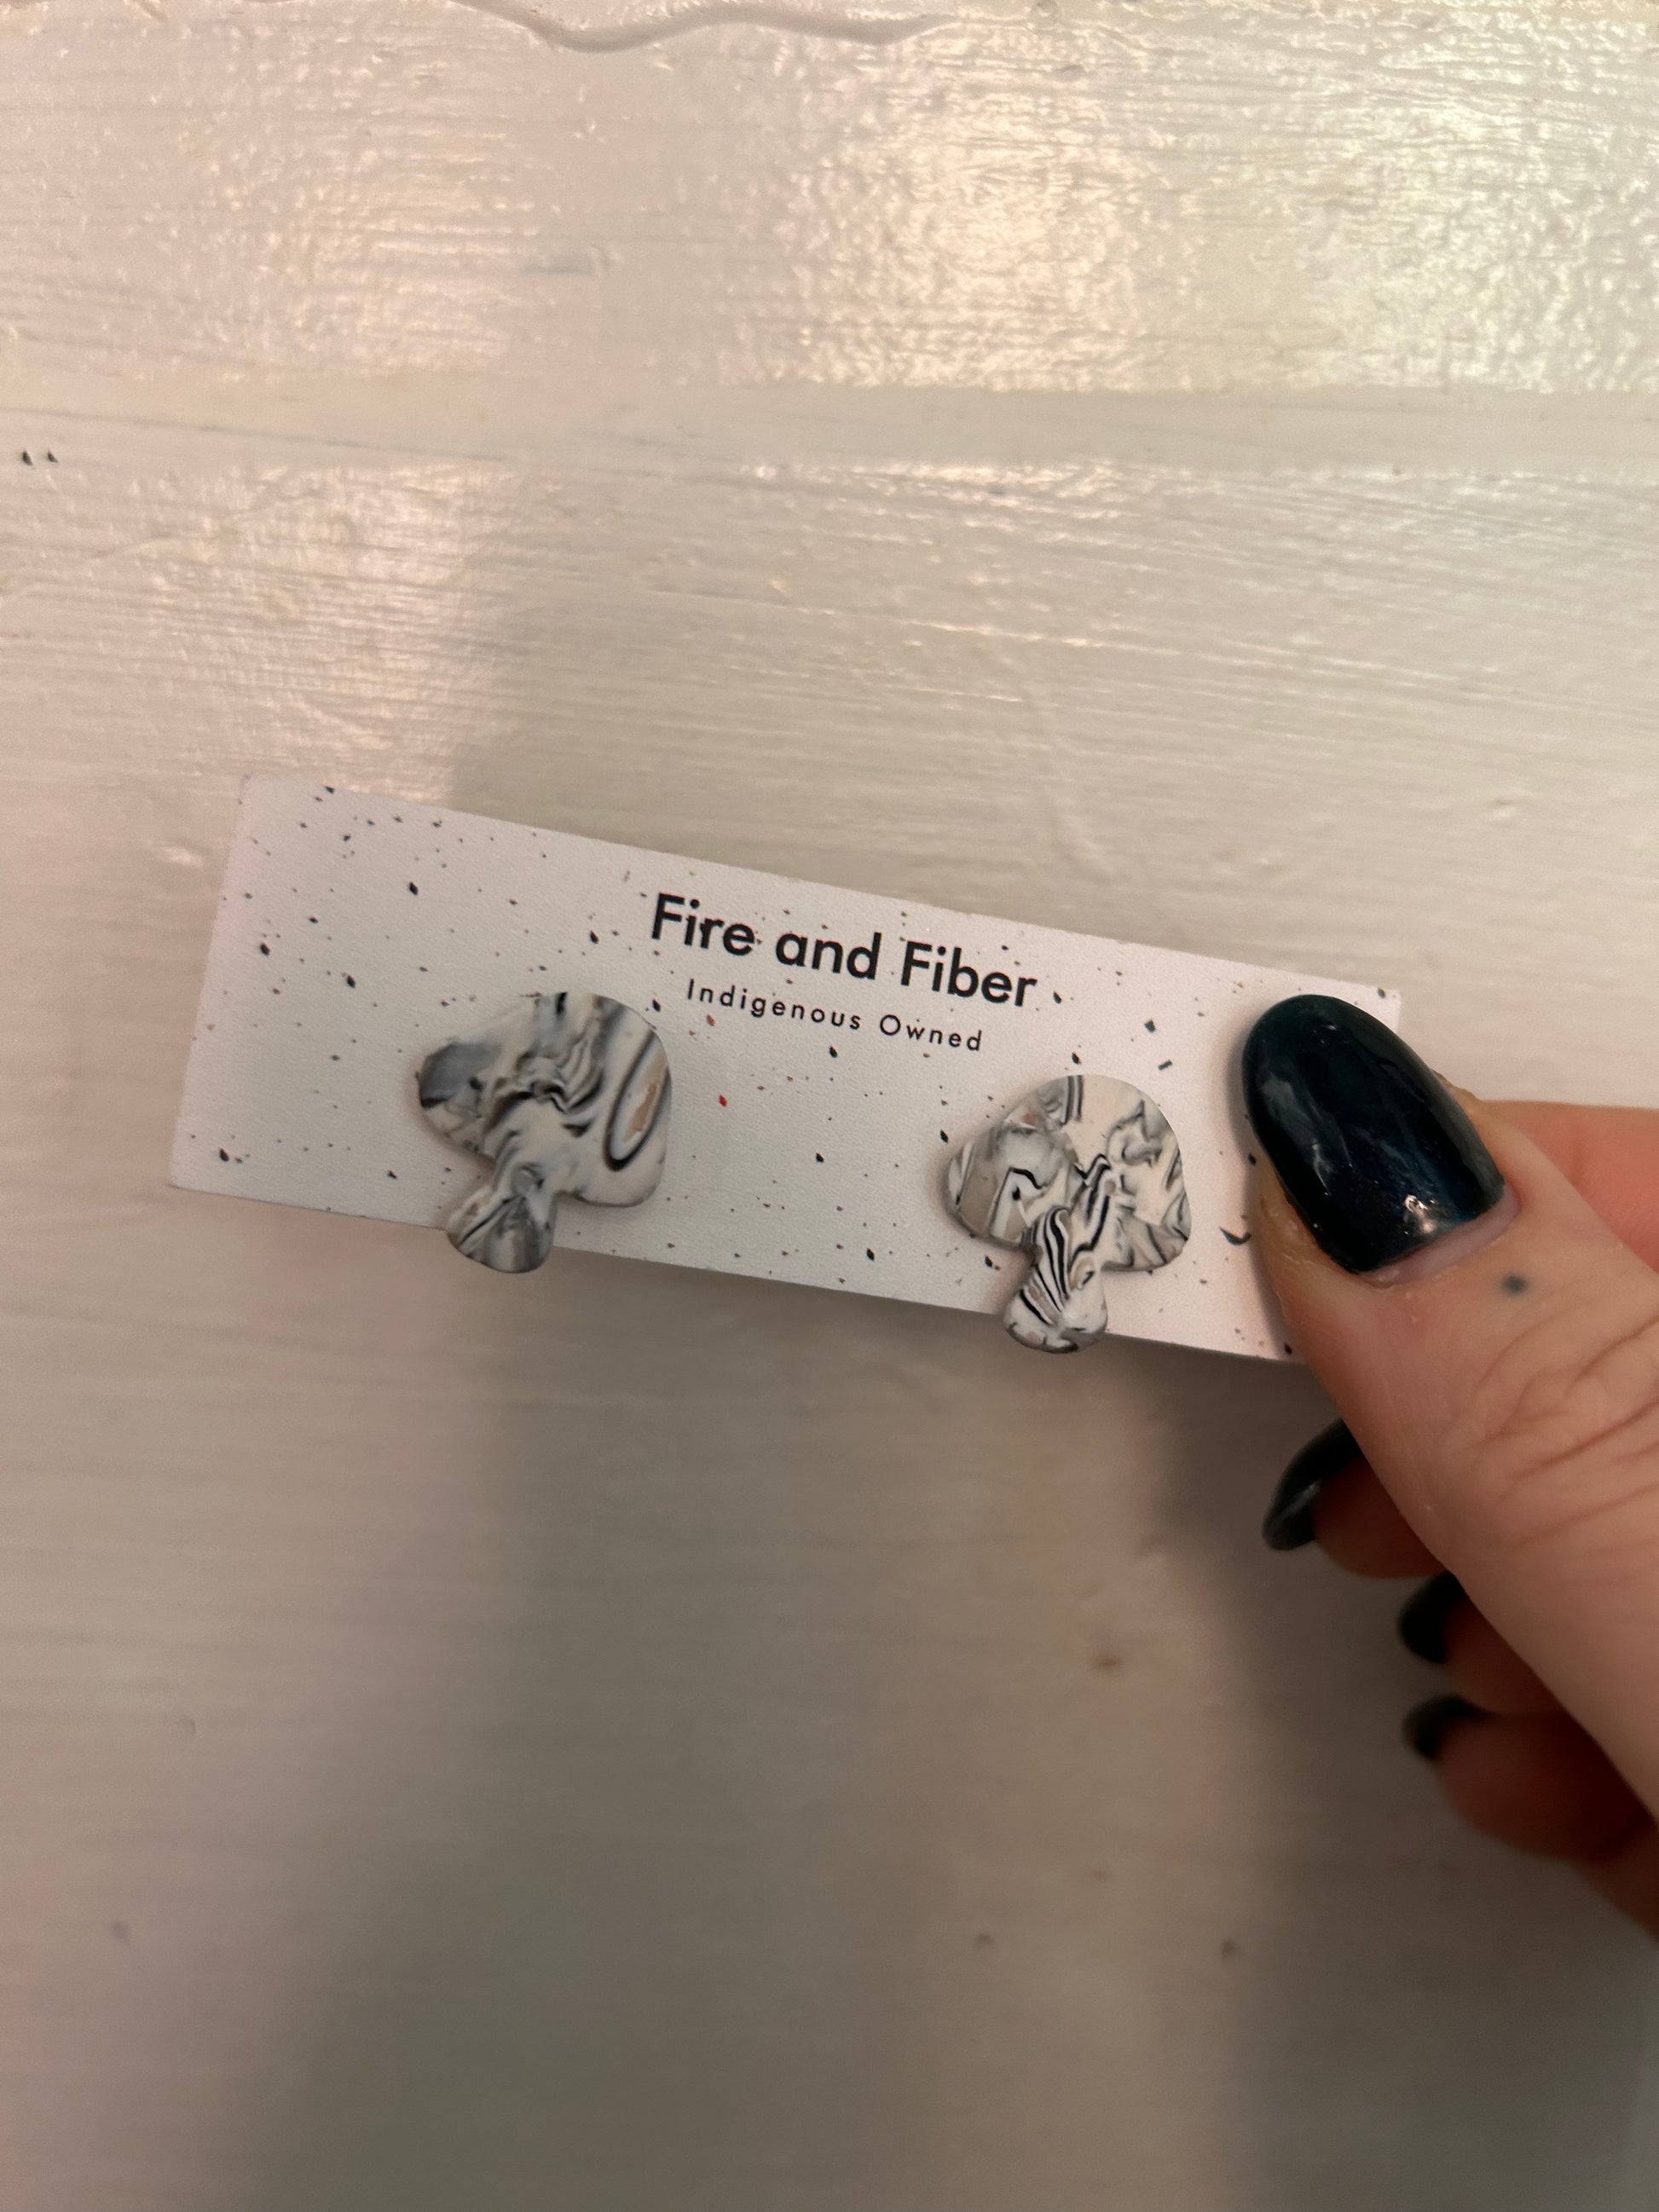 Fire and Fiber
Indigenous Owned